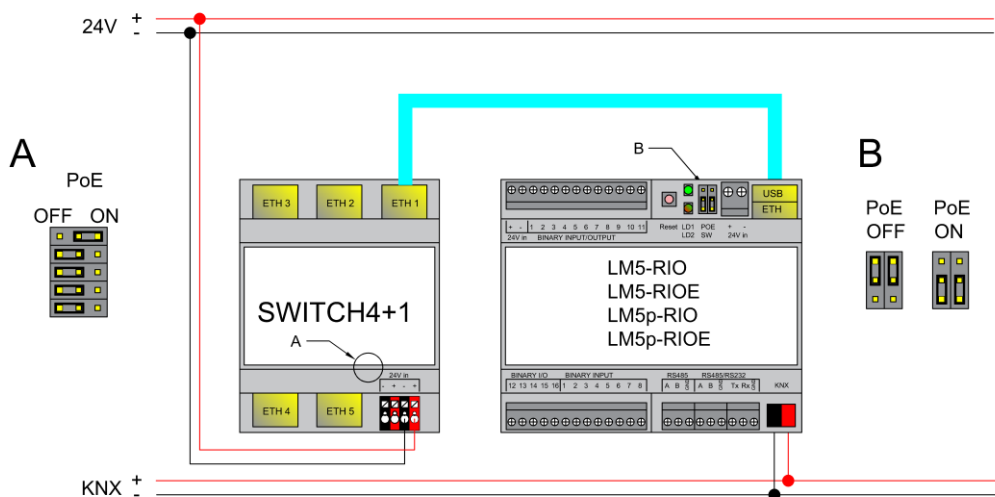 24V + -
A
PoE
OFF ON
B
B
PoE OFF
PoE ON
ETH 3 ETH 2 ETH 1
USB
ETH
+ - 1 2 3 4 5 6 7 8 9 10 11
24V in BINARY INPUT/OUTPUT
Reset LD1 POE + -
LD2 SW 24V in
SWITCH4+1
A
LM5-RIO
LM5-RIOE
LM5p-RIO
LM5p-RIOE
24V in
- + - +
ETH 4 ETH 5
BINARY I/O BINARY INPUT RS485 RS485/RS232
12 13 14 15 16 1 2 3 4 5 6 7 8 A B A B Tx Rx KNX
KNX + -